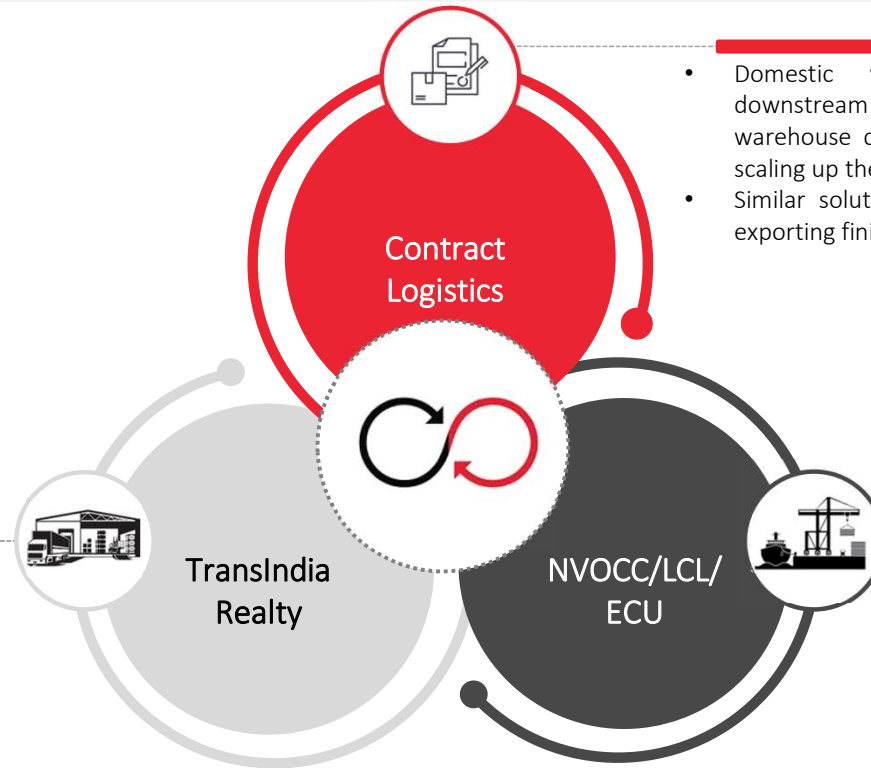 • Domestic
downstream
warehouse
scaling up
• Similar
exporting
Contract
Logistics
TransIndia
Realty
NVOCC/LCL/
ECU